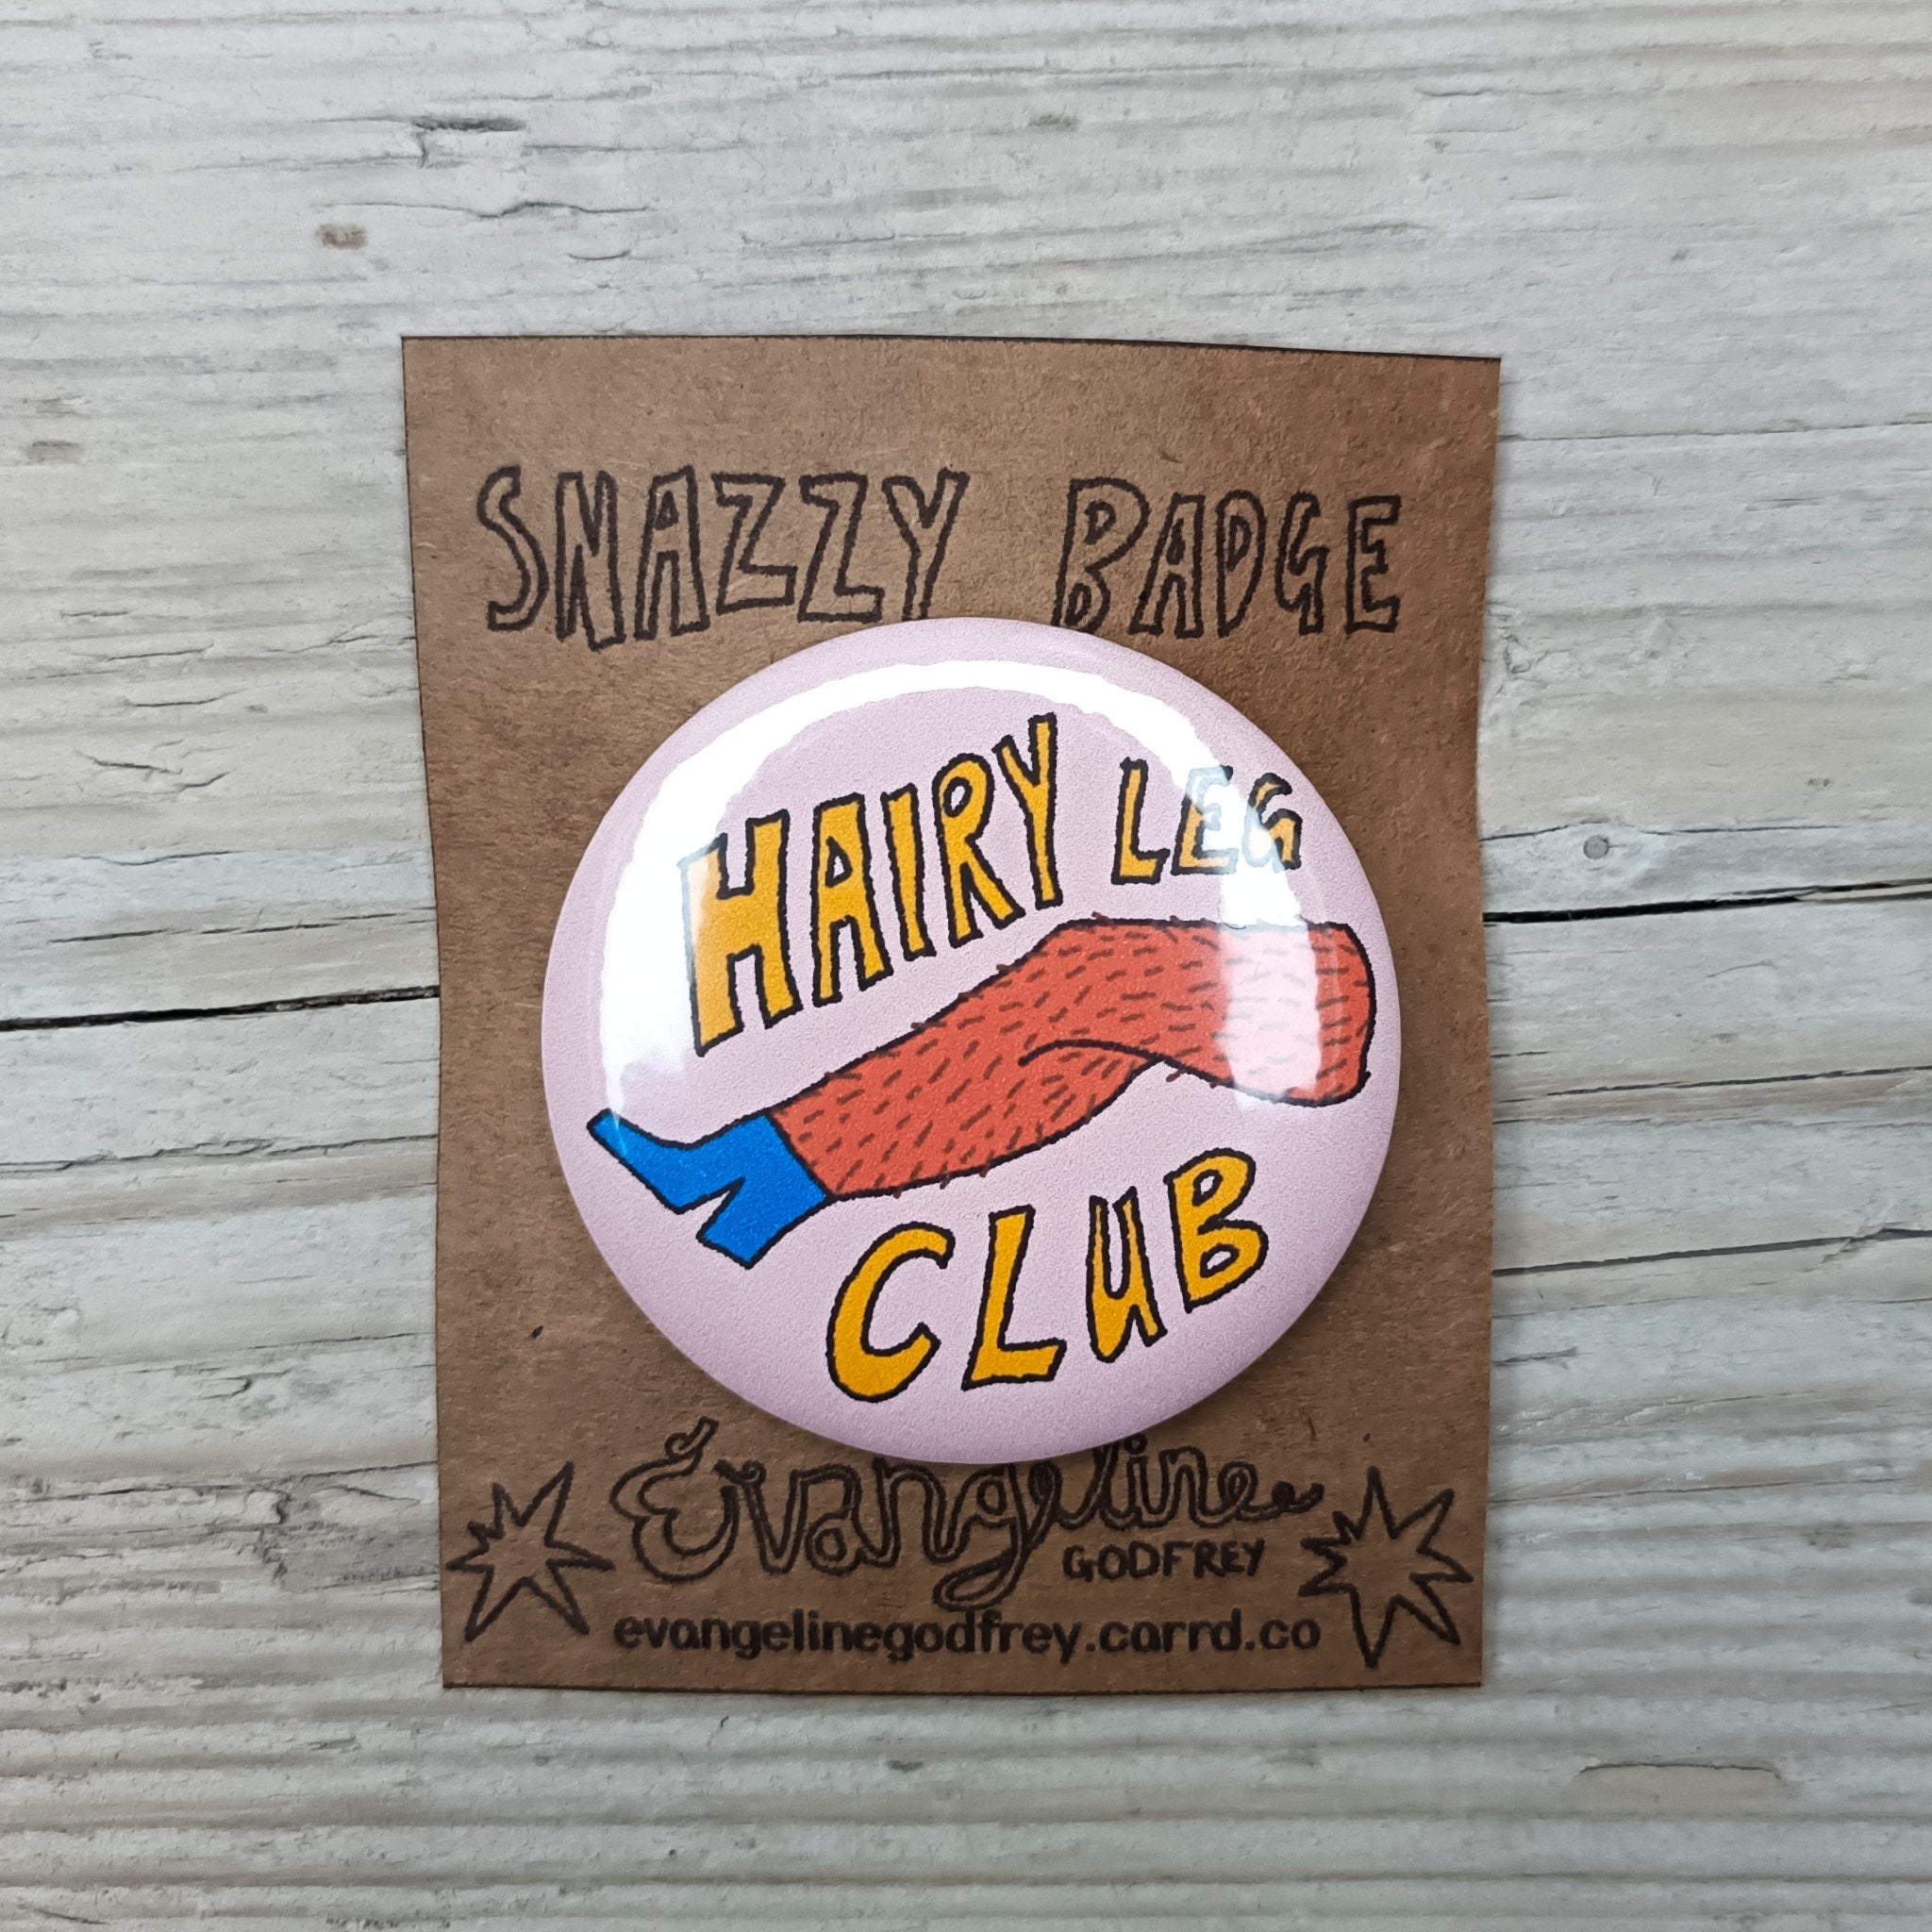 SNAZZY BADGE
HAIRY LEG
CLUB
Evangeline
GODFREY
evangelinegodfrey.carrd.co